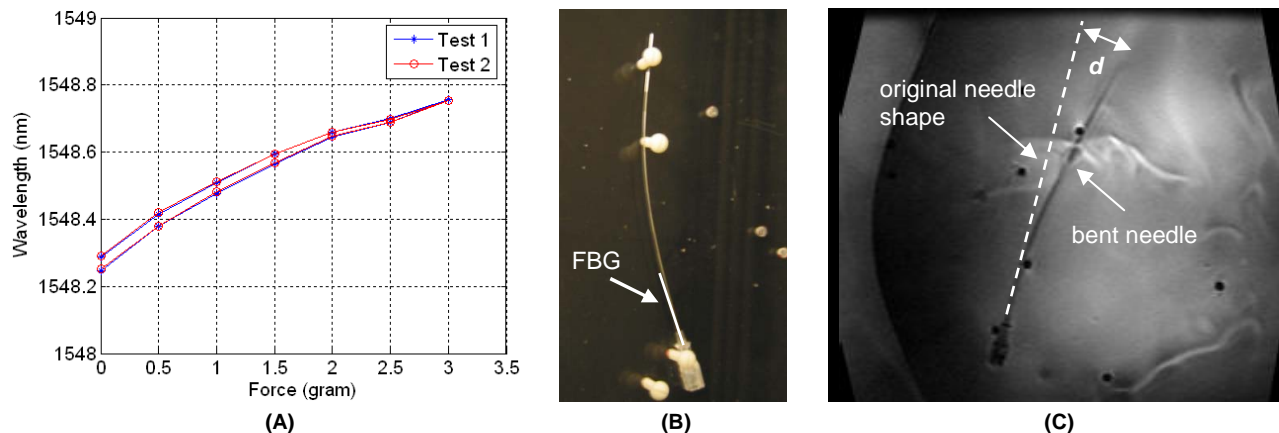 1549
1548.8
1548.6
1548.4
1548.2
1548
Wavelength (nm)
0 0.5 1 1.5 2 2.5 3 3.5
Force (gram)
Test 1
Test 2
(A)
FBG
(B)
original needle
shape
d
bent needle
(C)